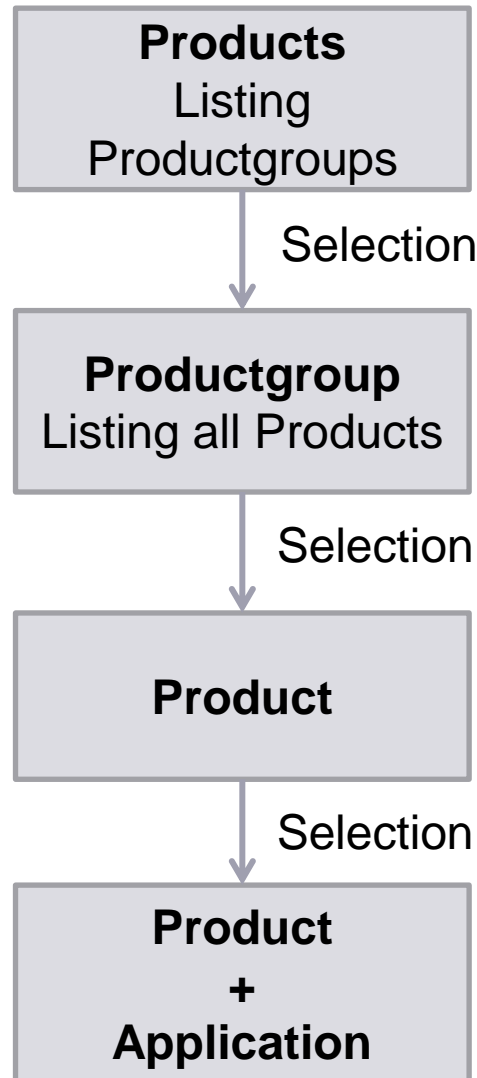 Products
Listing
Productgroups
Selection
Productgroup
Listing all Products
Selection
Product
Selection
Product
+
Application